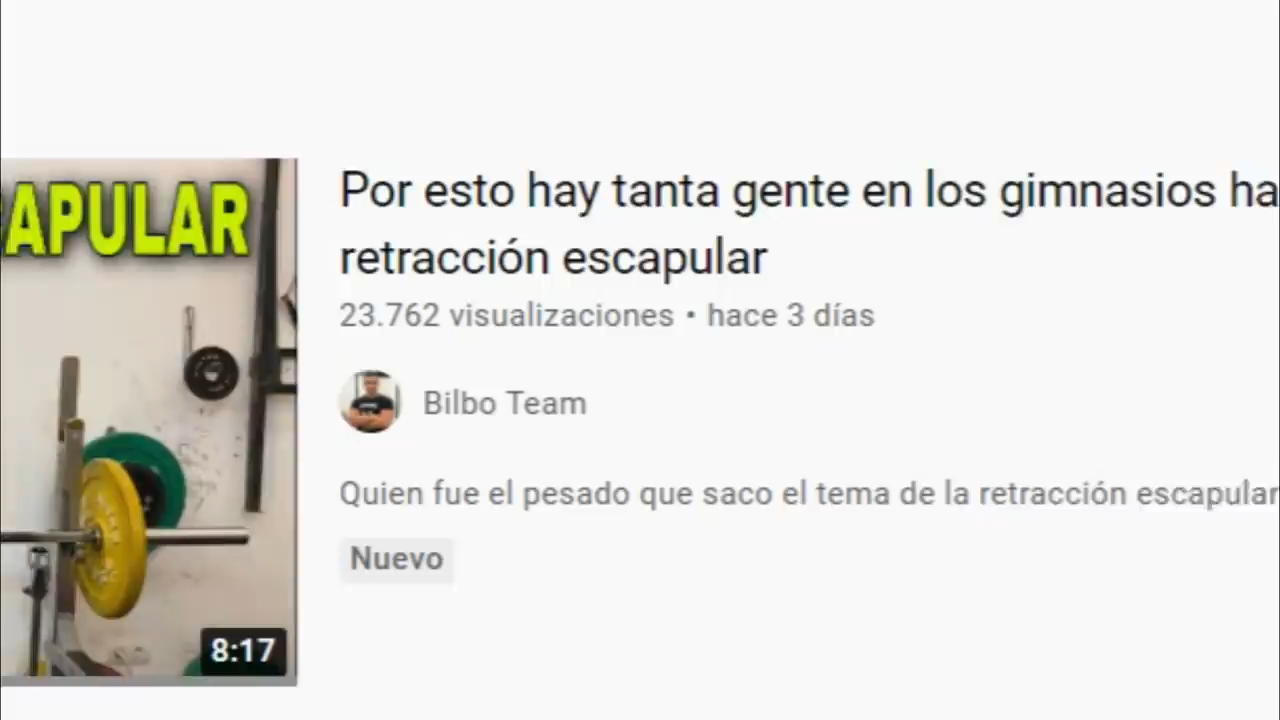 APULAR
8:17
Por esto hay tanta gente en los gimnasios ha
retracción escapular
23.762 visualizaciones • hace 3 días
Bilbo Team
Quien fue el pesado que saco el tema de la retracción escapular
Nuevo